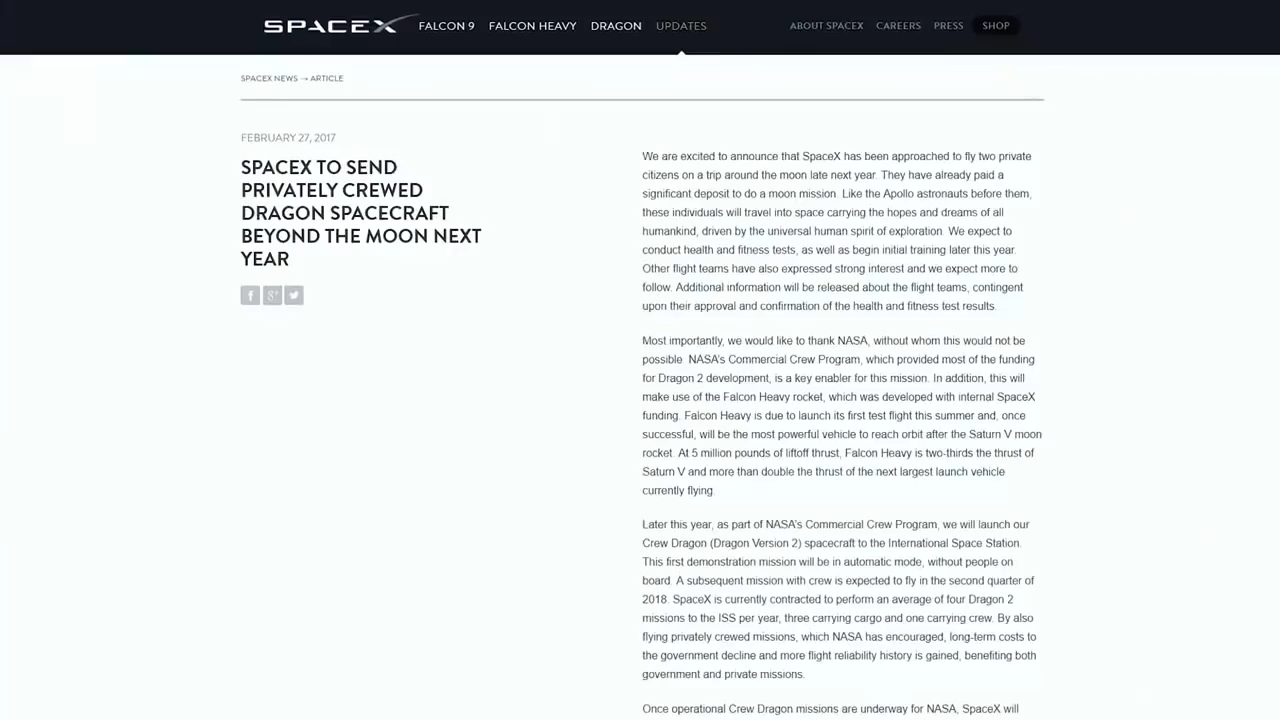 SPACEX FALCON 9 FALCON HEAVY DRAGON UPDATES ABOUT SPACEX CAREERS PRESS SHOP
SPACEX NEWS → ARTICLE
FEBRUARY 27, 2017
SPACEX TO SEND
PRIVATELY CREWED
DRAGON SPACECRAFT
BEYOND THE MOON NEXT
YEAR
We are excited to announce that SpaceX has been approached to fly two private
citizens on a trip around the moon late next year. They have already paid a
significant deposit to do a moon mission. Like the Apollo astronauts before them,
these individuals will travel into space carrying the hopes and dreams of all
humankind, driven by the universal human spirit of exploration. We expect to
conduct health and fitness tests, as well as begin initial training later this year.
Other flight teams have also expressed strong interest and we expect more to
follow. Additional information will be released about the flight teams, contingent
upon their approval and confirmation of the health and fitness test results.
Most importantly, we would like to thank NASA, without whom this would not be
possible. NASA's Commercial Crew Program, which provided most of the funding
for Dragon 2 development, is a key enabler for this mission. In addition, this will
make use of the Falcon Heavy rocket, which was developed with internal SpaceX
funding. Falcon Heavy is due to launch its first test flight this summer and, once
successful, will be the most powerful vehicle to reach orbit after the Saturn V moon
rocket. At 5 million pounds of liftoff thrust, Falcon Heavy is two-thirds the thrust of
Saturn V and more than double the thrust of the next largest launch vehicle
currently flying.
Later this year, as part of NASA's Commercial Crew Program, we will launch our
Crew Dragon (Dragon Version 2) spacecraft to the International Space Station.
This first demonstration mission will be in automatic mode, without people on
board. A subsequent mission with crew is expected to fly in the second quarter of
2018. SpaceX is currently contracted to perform an average of four Dragon 2
missions to the ISS per year, three carrying cargo and one carrying crew. By also
flying privately crewed missions, which NASA has encouraged, long-term costs to
the government decline and more flight reliability history is gained, benefiting both
government and private missions.
Once operational Crew Dragon missions are underway for NASA, SpaceX will